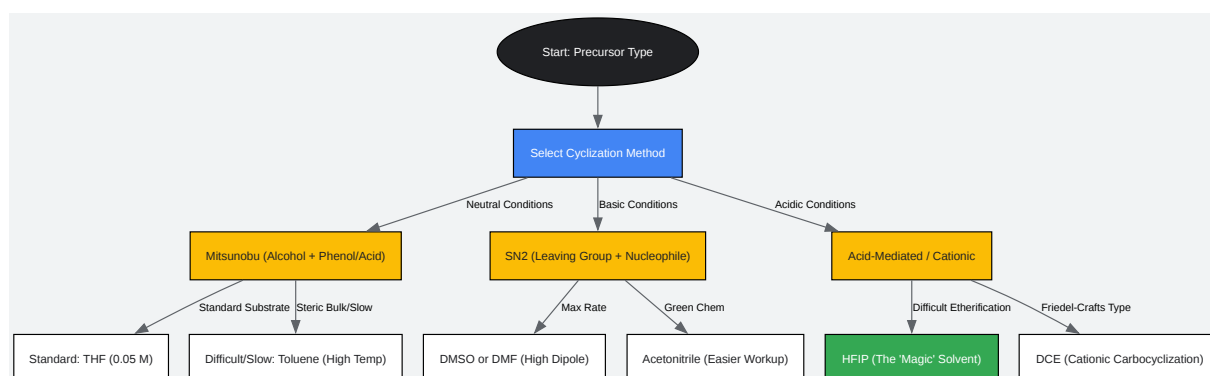 Start: Precursor Type
Select Cyclization Method
Neutral Conditions
Basic Conditions
Acidic Conditions
Mitsunobu (Alcohol + Phenol/Acid)
SN2 (Leaving Group + Nucleophile)
Acid-Mediated / Cationic
Standard Substrate
Steric Bulk/Slow
Max Rate
Green Chem
Difficult Etherification
Friedel-Crafts Type
Standard: THF (0.05 M)
Difficult/Slow: Toluene (High Temp)
DMSO or DMF (High Dipole)
Acetonitrile (Easier Workup)
HFIP (The 'Magic' Solvent)
DCE (Cationic Carbocyclization)